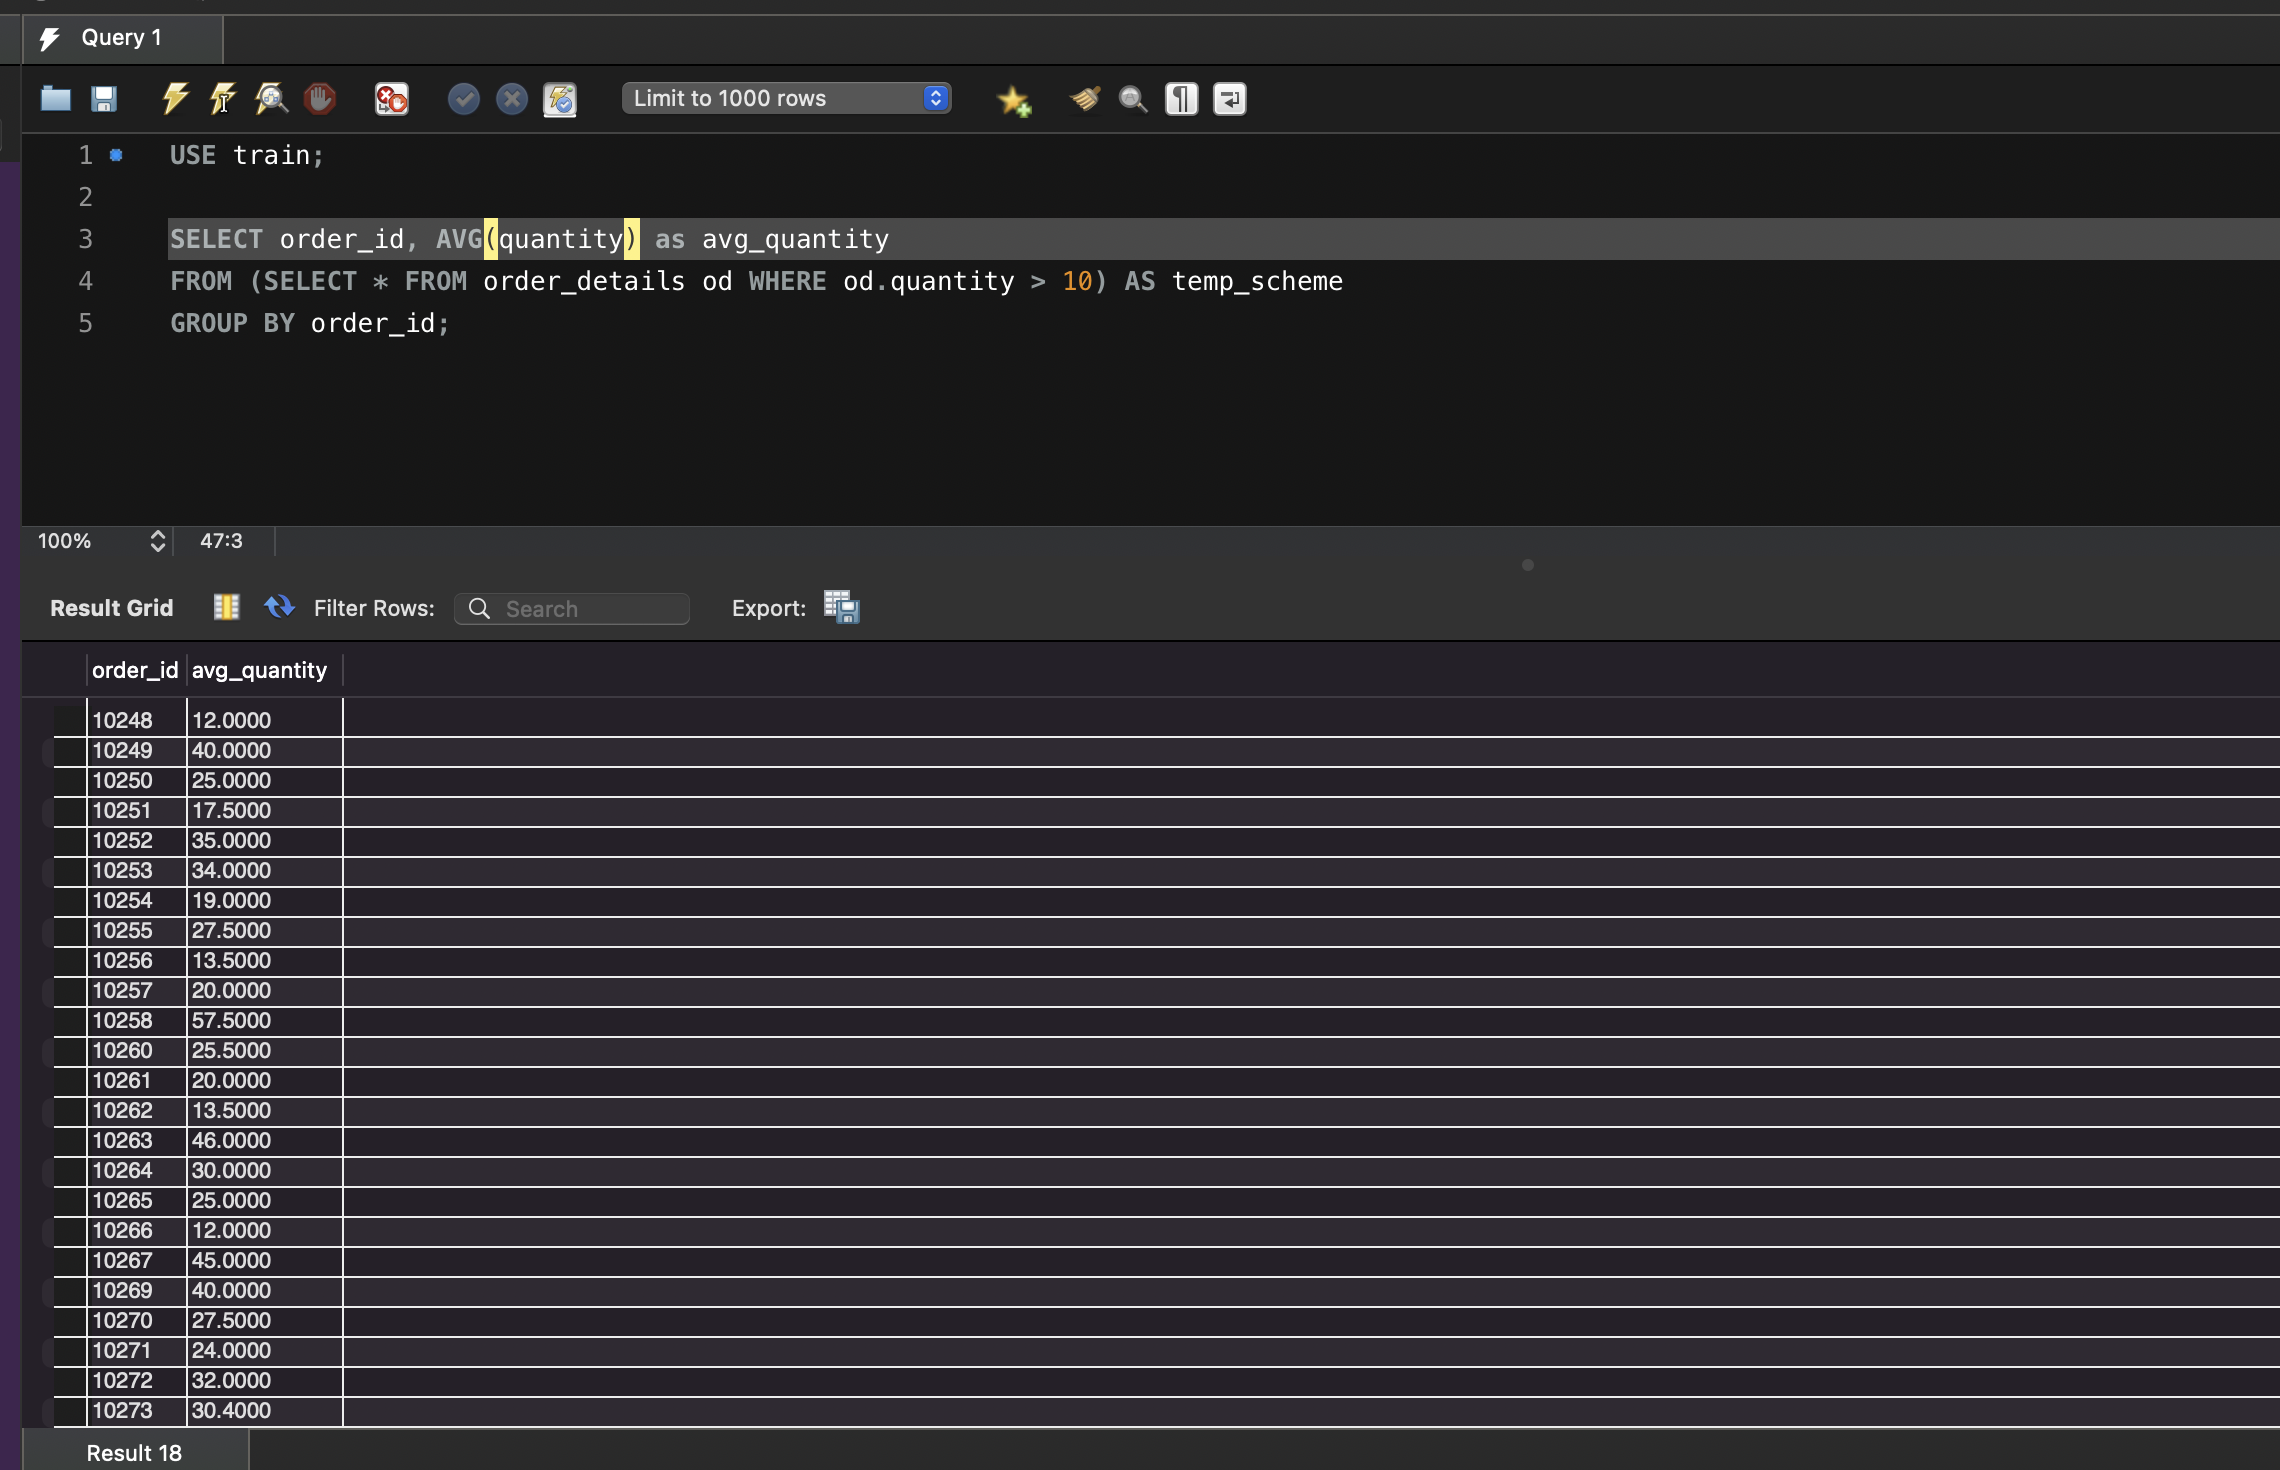 Query 1
Limit to 1000 rows
1 USE train;
2
3 SELECT order_id, AVG(quantity) as avg_quantity
4 FROM (SELECT * FROM order_details od WHERE od.quantity > 10) AS temp_scheme
5 GROUP BY order_id;
100% 47:3
Result Grid Filter Rows: Search Export:
order_id avg_quantity
10248 12.0000
10249 40.0000
10250 25.0000
10251 17.5000
10252 35.0000
10253 34.0000
10254 19.0000
10255 27.5000
10256 13.5000
10257 20.0000
10258 57.5000
10260 25.5000
10261 20.0000
10262 13.5000
10263 46.0000
10264 30.0000
10265 25.0000
10266 12.0000
10267 45.0000
10269 40.0000
10270 27.5000
10271 24.0000
10272 32.0000
10273 30.4000
Result 18